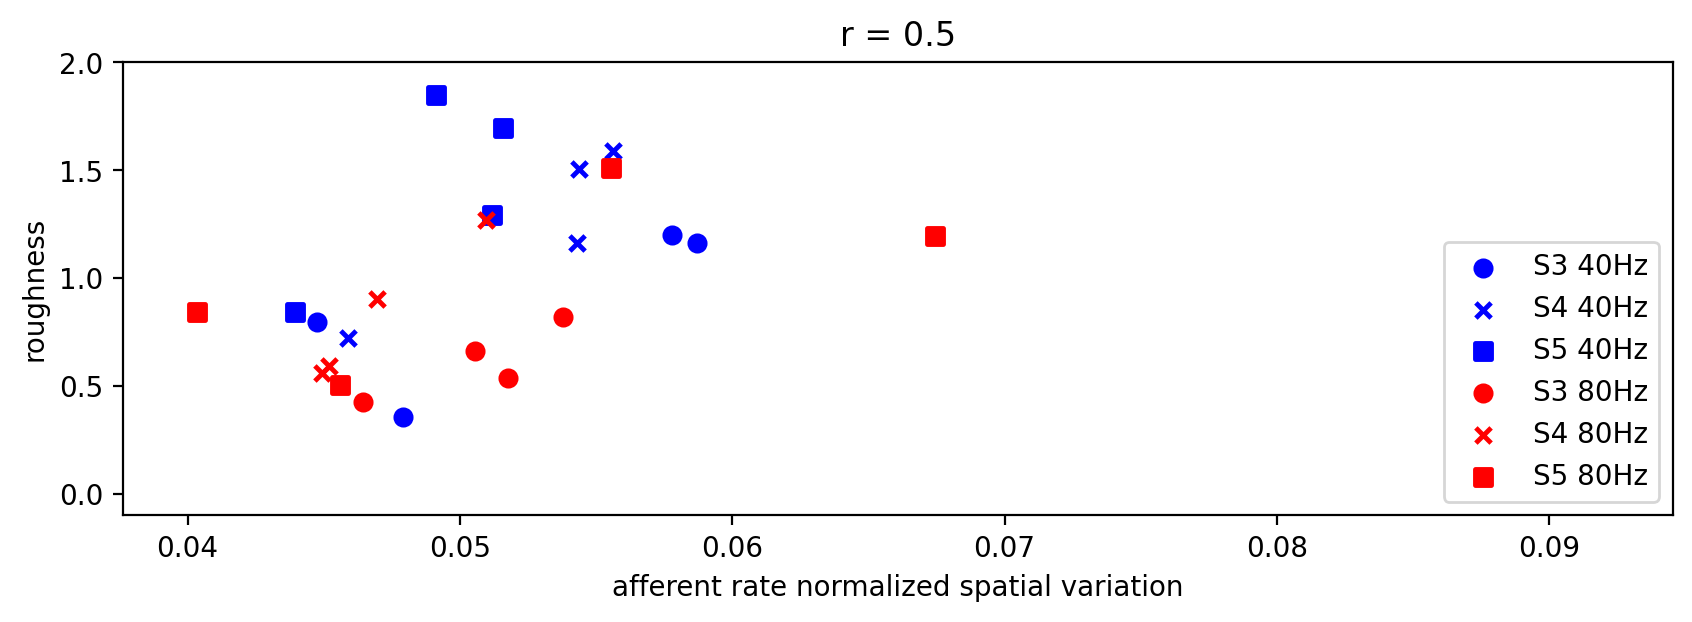 r = 0.5
2.0
1.5
1.0
0.5
0.0
roughness
S3 40Hz
S4 40Hz
S5 40Hz
S3 80Hz
S4 80Hz
S5 80Hz
0.04 0.05 0.06 0.07 0.08 0.09
afferent rate normalized spatial variation